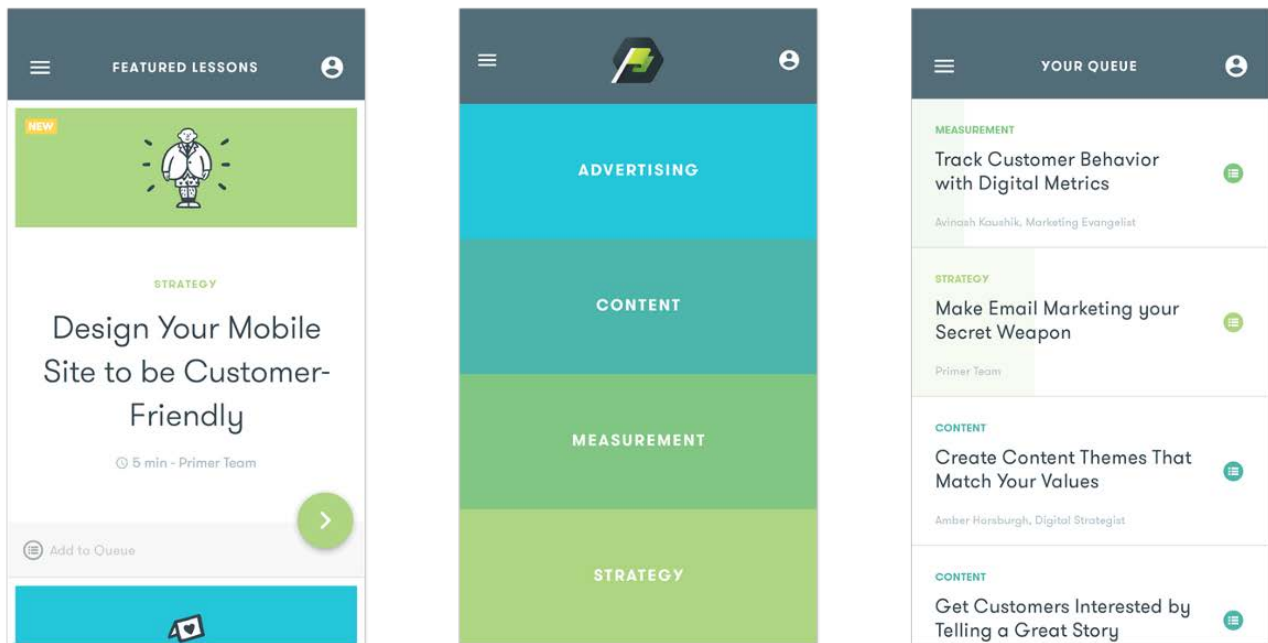 FEATURED LESSONS
NEW
STRATEGY
Design Your Mobile
Site to be Customer-
Friendly
5 min - Primer Team
Add to Queue
ADVERTISING
CONTENT
MEASUREMENT
STRATEGY
YOUR QUEUE
MEASUREMENT
Track Customer Behavior
with Digital Metrics
Avinash Kaushik, Marketing Evangelist
STRATEGY
Make Email Marketing your
Secret Weapon
Primer Team
CONTENT
Create Content Themes That
Match Your Values
Amber Horsburgh, Digital Strategist
CONTENT
Get Customers Interested by
Telling a Great Story